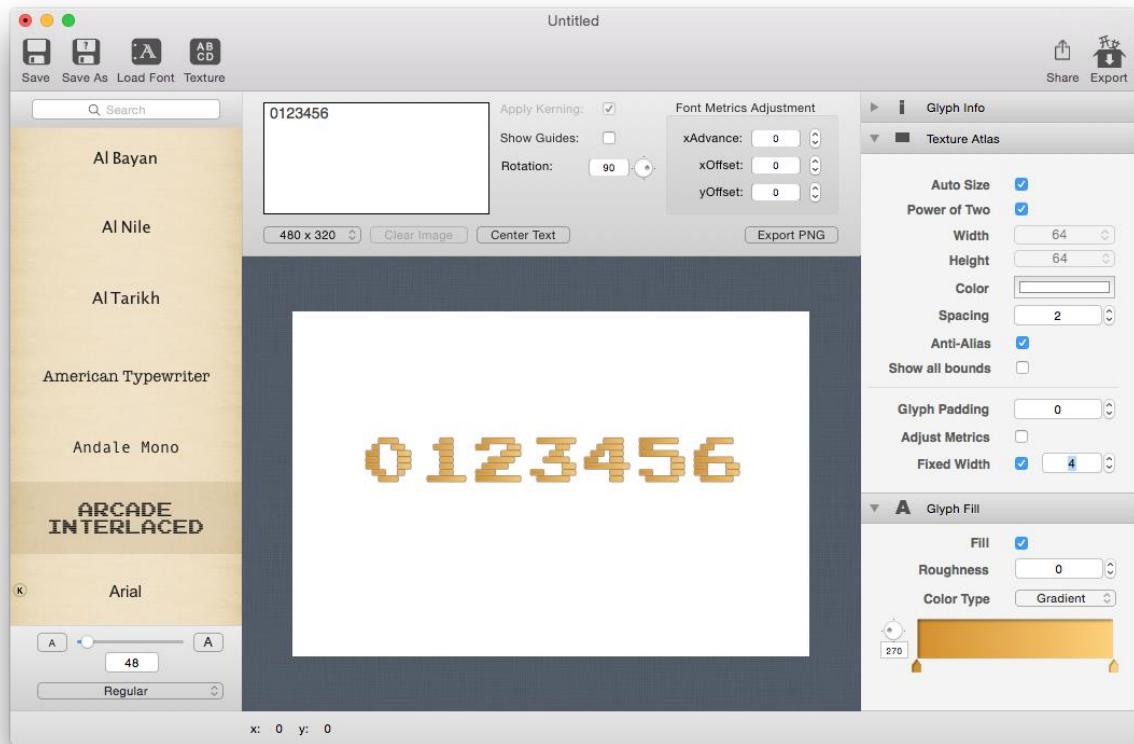 Untitled
Save Save As Load Font Texture
Share Export
Search
Al Bayan
Al Nile
Al Tarikh
American Typewriter
Andale Mono
ARCADE
INTERLACED
K Arial
A A
48
Regular
0123456
Apply Kerning:
Show Guides:
Rotation: 90
Font Metrics Adjustment
xAdvance: 0
xOffset: 0
yOffset: 0
480 x 320 Clear Image Center Text Export PNG
0123456
x: 0 y: 0
Glyph Info
Texture Atlas
Auto Size
Power of Two
Width 64
Height 64
Color
Spacing 2
Anti-Alias
Show all bounds
Glyph Padding 0
Adjust Metrics
Fixed Width 4
A Glyph Fill
Fill
Roughness 0
Color Type Gradient
270